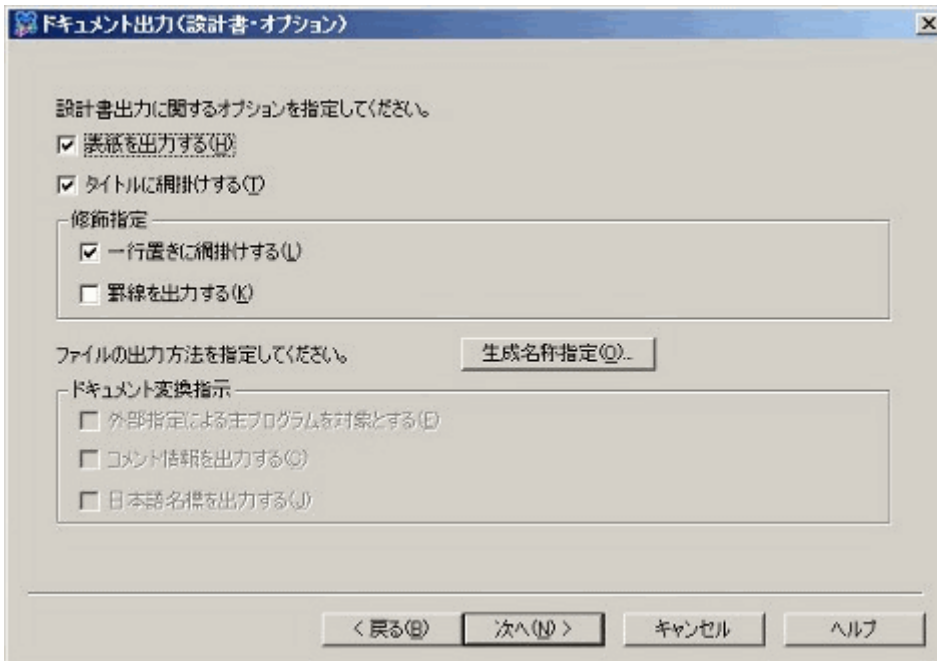 ドキュメント出力(設計書・オプション)
設計書出力に関するオプションを指定してください。
表紙を出力する(H)
タイトルに網掛けする(T)
修飾指定
一行置きに網掛けする(L)
罫線を出力する(K)
ファイルの出力方法を指定してください。 生成名称指定(O)...
ドキュメント変換指示
外部指定による主プログラムを対象とする(E)
コメント情報を出力する(C)
日本語名標を出力する(J)
< 戻る(B) 次へ(N) > キャンセル ヘルプ